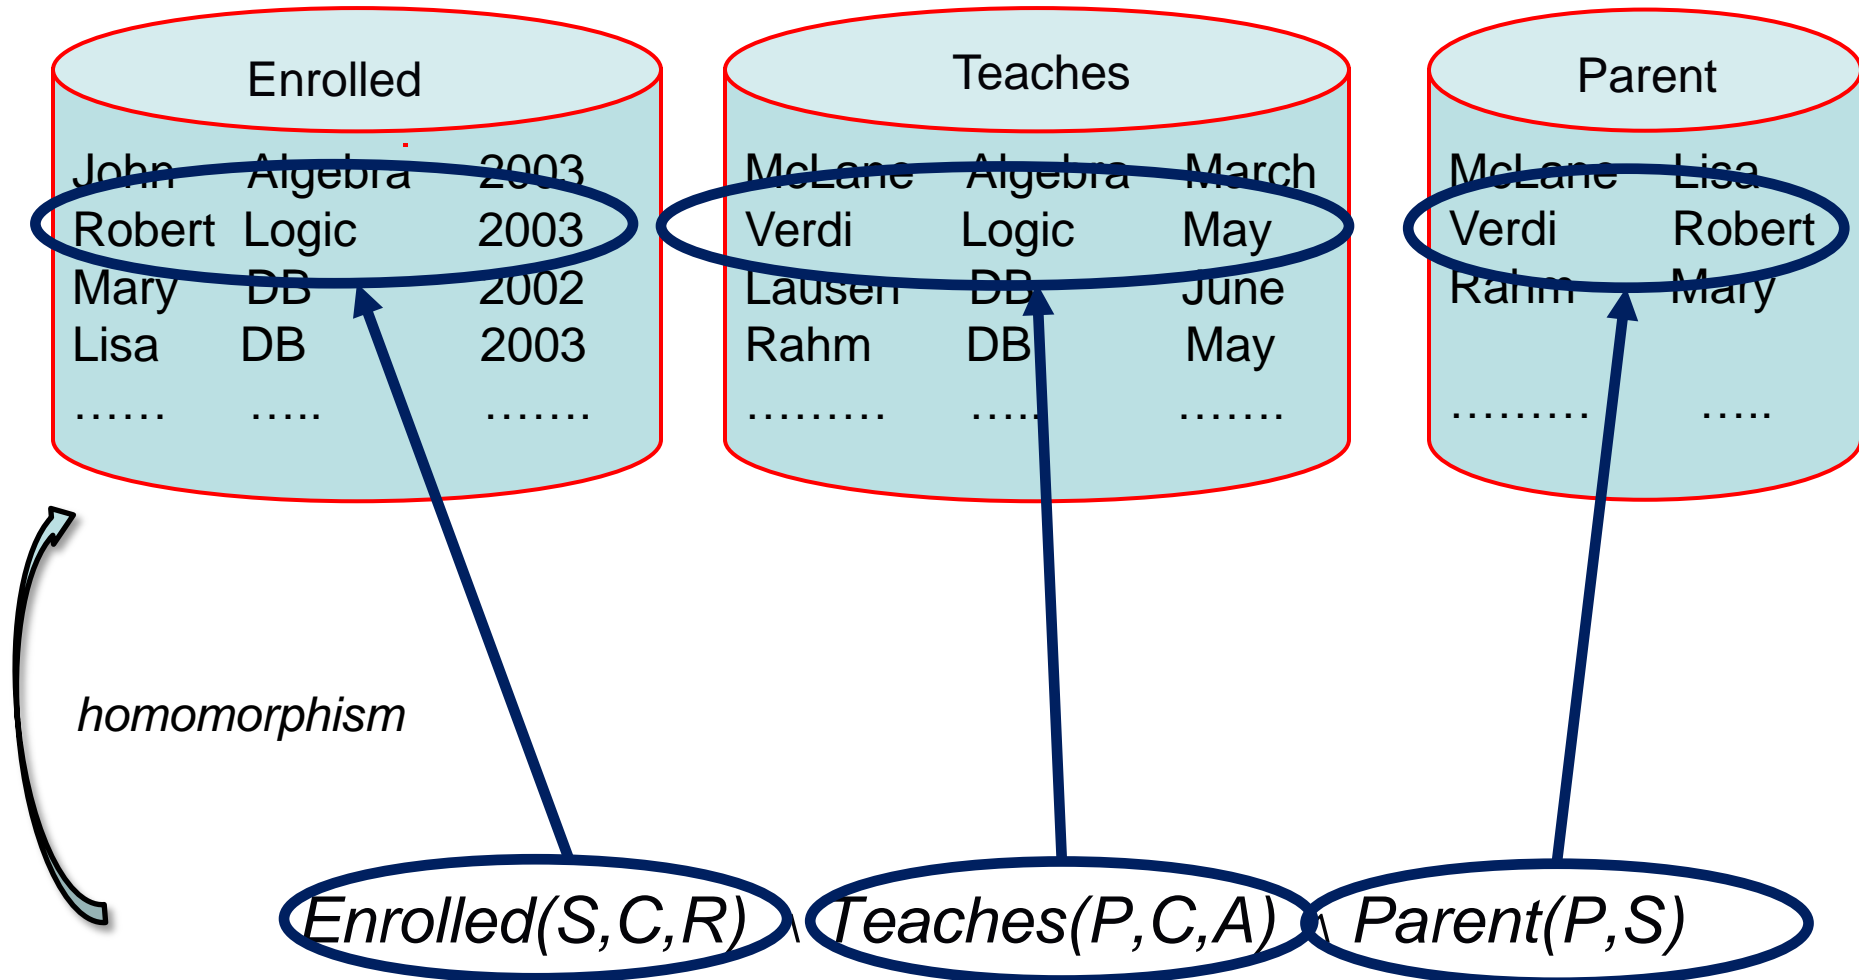 Enrolled
John Algebra 2003
Robert Logic 2003
Mary DB 2002
Lisa DB 2003
…… ….. …….
Teaches
McLane Algebra March
Verdi Logic May
Lausen DB June
Rahm DB May
……… ….. …….
Parent
McLane Lisa
Verdi Robert
Rahm Mary
……… …..
homomorphism
Enrolled(S,C,R) ∧ Teaches(P,C,A) ∧ Parent(P,S)